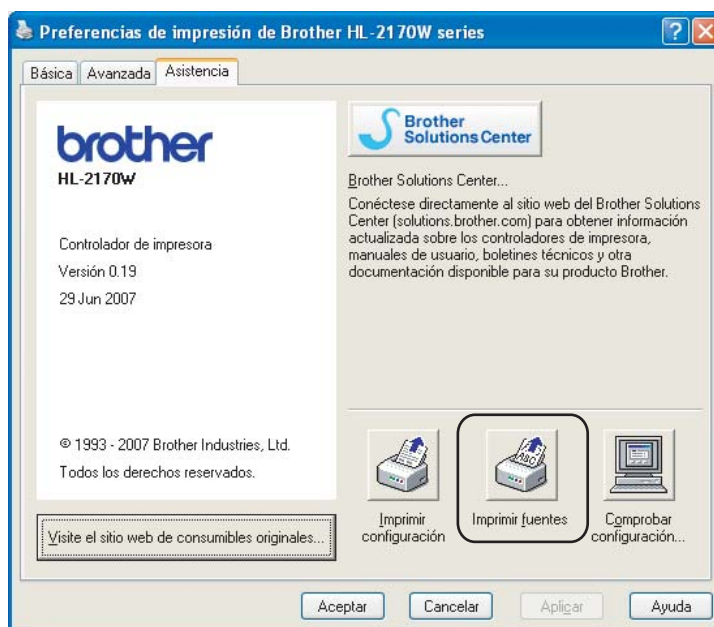 Preferencias de impresión de Brother HL-2170W series
Básica
Avanzada
Asistencia
brother
HL-2170W
Controlador de impresora
Versión 0.19
29 Jun 2007
© 1993 - 2007 Brother Industries, Ltd.
Todos los derechos reservados.
Visite el sitio web de consumibles originales...
Brother
Solutions Center
Brother Solutions Center...
Conéctese directamente al sitio web del Brother Solutions
Center (solutions.brother.com) para obtener información
actualizada sobre los controladores de impresora,
manuales de usuario, boletines técnicos y otra
documentación disponible para su producto Brother.
ABC
Imprimir
configuración
Imprimir fuentes
Comprobar
configuración...
Aceptar
Cancelar
Aplicar
Ayuda